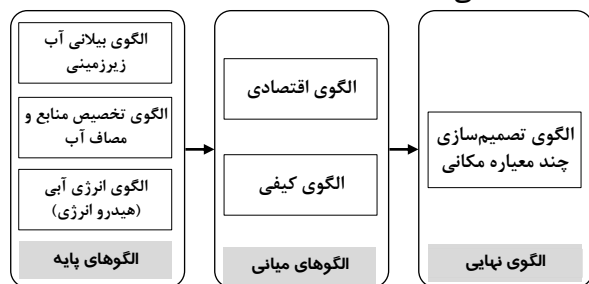 الگوی بیلانی آب
زیرزمینی
الگوی تخصیص منابع و
مصاف آب
الگوی انرژی آبی
(هیدرو انرژی)
الگوهای پایه
الگوی اقتصادی
الگوی کیفی
الگوهای میانی
الگوی تصمیم‌سازی
چند معیاره مکانی
الگوی نهایی